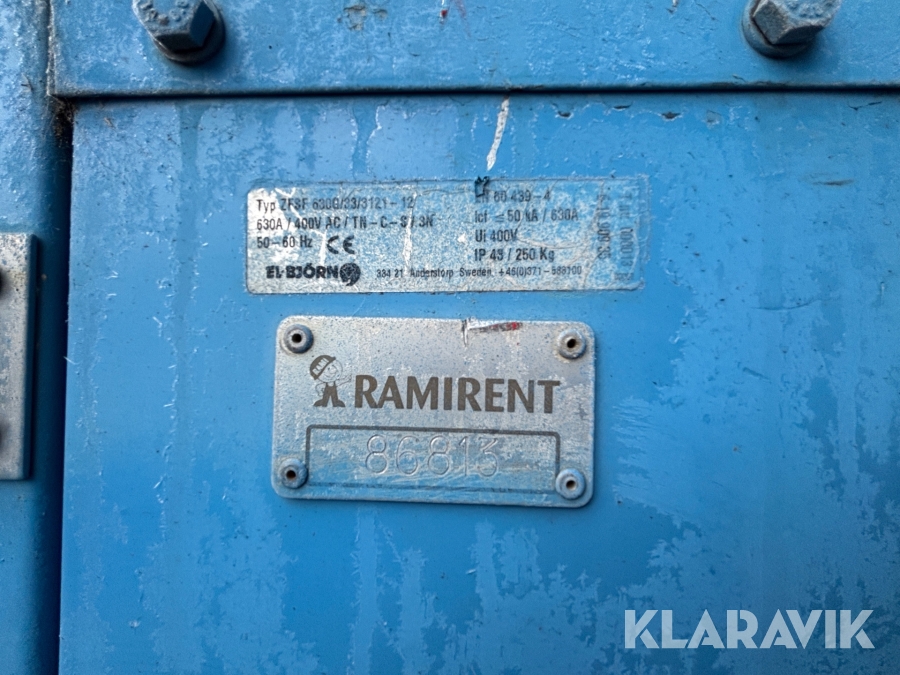 Typ ZFSF 630G/33/3121-12
630A / 400V AC / TN-C-S / 3N
50-60 Hz CE
EL-BJÖRN
334 21 Anderstorp Sweden, +46(0)371-588100
EN 60 439-4
Icf = 50 kA / 630A
Ui 400V
IP 43 / 250 Kg
RAMIRENT
86813
KLARAVIK